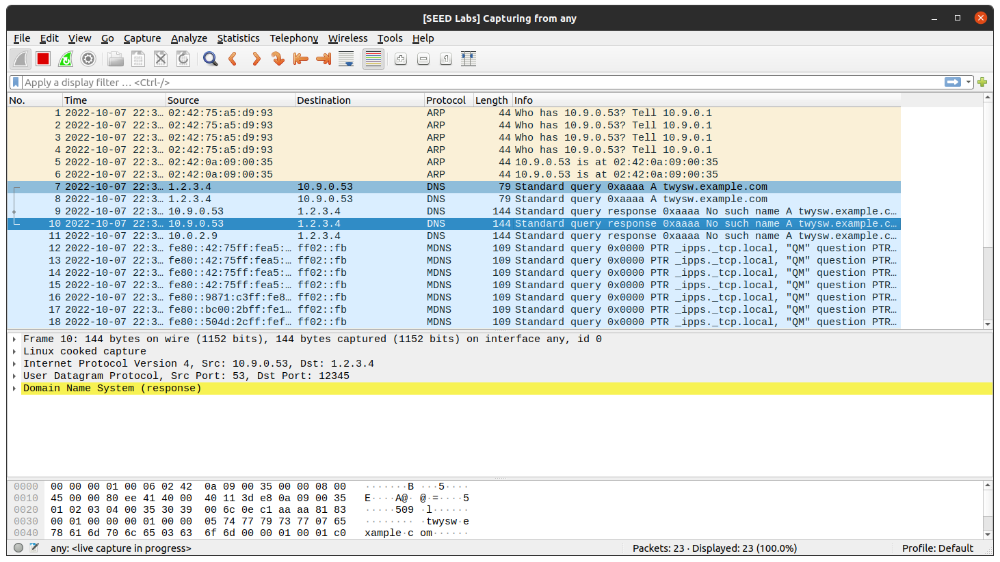 [SEED Labs] Capturing from any
File Edit View Go Capture Analyze Statistics Telephony Wireless Tools Help
Apply a display filter … <Ctrl-/>
No. Time Source Destination Protocol Length Info
1 2022-10-07 22:3… 02:42:75:a5:d9:93 ARP 44 Who has 10.9.0.53? Tell 10.9.0.1
2 2022-10-07 22:3… 02:42:75:a5:d9:93 ARP 44 Who has 10.9.0.53? Tell 10.9.0.1
3 2022-10-07 22:3… 02:42:75:a5:d9:93 ARP 44 Who has 10.9.0.53? Tell 10.9.0.1
4 2022-10-07 22:3… 02:42:75:a5:d9:93 ARP 44 Who has 10.9.0.53? Tell 10.9.0.1
5 2022-10-07 22:3… 02:42:0a:09:00:35 ARP 44 10.9.0.53 is at 02:42:0a:09:00:35
6 2022-10-07 22:3… 02:42:0a:09:00:35 ARP 44 10.9.0.53 is at 02:42:0a:09:00:35
7 2022-10-07 22:3… 1.2.3.4 10.9.0.53 DNS 79 Standard query 0xaaaa A twysw.example.com
8 2022-10-07 22:3… 1.2.3.4 10.9.0.53 DNS 79 Standard query 0xaaaa A twysw.example.com
9 2022-10-07 22:3… 10.9.0.53 1.2.3.4 DNS 144 Standard query response 0xaaaa No such name A twysw.example.c…
10 2022-10-07 22:3… 10.9.0.53 1.2.3.4 DNS 144 Standard query response 0xaaaa No such name A twysw.example.c…
11 2022-10-07 22:3… 10.0.2.9 1.2.3.4 DNS 144 Standard query response 0xaaaa No such name A twysw.example.c…
12 2022-10-07 22:3… fe80::42:75ff:fea5:… ff02::fb MDNS 109 Standard query 0x0000 PTR _ipps._tcp.local, "QM" question PTR…
13 2022-10-07 22:3… fe80::42:75ff:fea5:… ff02::fb MDNS 109 Standard query 0x0000 PTR _ipps._tcp.local, "QM" question PTR…
14 2022-10-07 22:3… fe80::42:75ff:fea5:… ff02::fb MDNS 109 Standard query 0x0000 PTR _ipps._tcp.local, "QM" question PTR…
15 2022-10-07 22:3… fe80::42:75ff:fea5:… ff02::fb MDNS 109 Standard query 0x0000 PTR _ipps._tcp.local, "QM" question PTR…
16 2022-10-07 22:3… fe80::9871:c3ff:fe8… ff02::fb MDNS 109 Standard query 0x0000 PTR _ipps._tcp.local, "QM" question PTR…
17 2022-10-07 22:3… fe80::bc00:2bff:fe1… ff02::fb MDNS 109 Standard query 0x0000 PTR _ipps._tcp.local, "QM" question PTR…
18 2022-10-07 22:3… fe80::504d:2cff:fef… ff02::fb MDNS 109 Standard query 0x0000 PTR _ipps._tcp.local, "QM" question PTR…
Frame 10: 144 bytes on wire (1152 bits), 144 bytes captured (1152 bits) on interface any, id 0
Linux cooked capture
Internet Protocol Version 4, Src: 10.9.0.53, Dst: 1.2.3.4
User Datagram Protocol, Src Port: 53, Dst Port: 12345
Domain Name System (response)
0000 00 00 00 01 00 06 02 42 0a 09 00 35 00 00 08 00 ·······B ···5····
0010 45 00 00 80 ee 41 40 00 40 11 3d e8 0a 09 00 35 E····A@· @·=····5
0020 01 02 03 04 00 35 30 39 00 6c 0e c1 aa aa 81 83 ·····509 ·l······
0030 00 01 00 00 00 01 00 00 05 74 77 79 73 77 07 65 ········ ·twysw·e
0040 78 61 6d 70 6c 65 03 63 6f 6d 00 00 01 00 01 c0 xample·c om······
any: <live capture in progress> Packets: 23 · Displayed: 23 (100.0%) Profile: Default